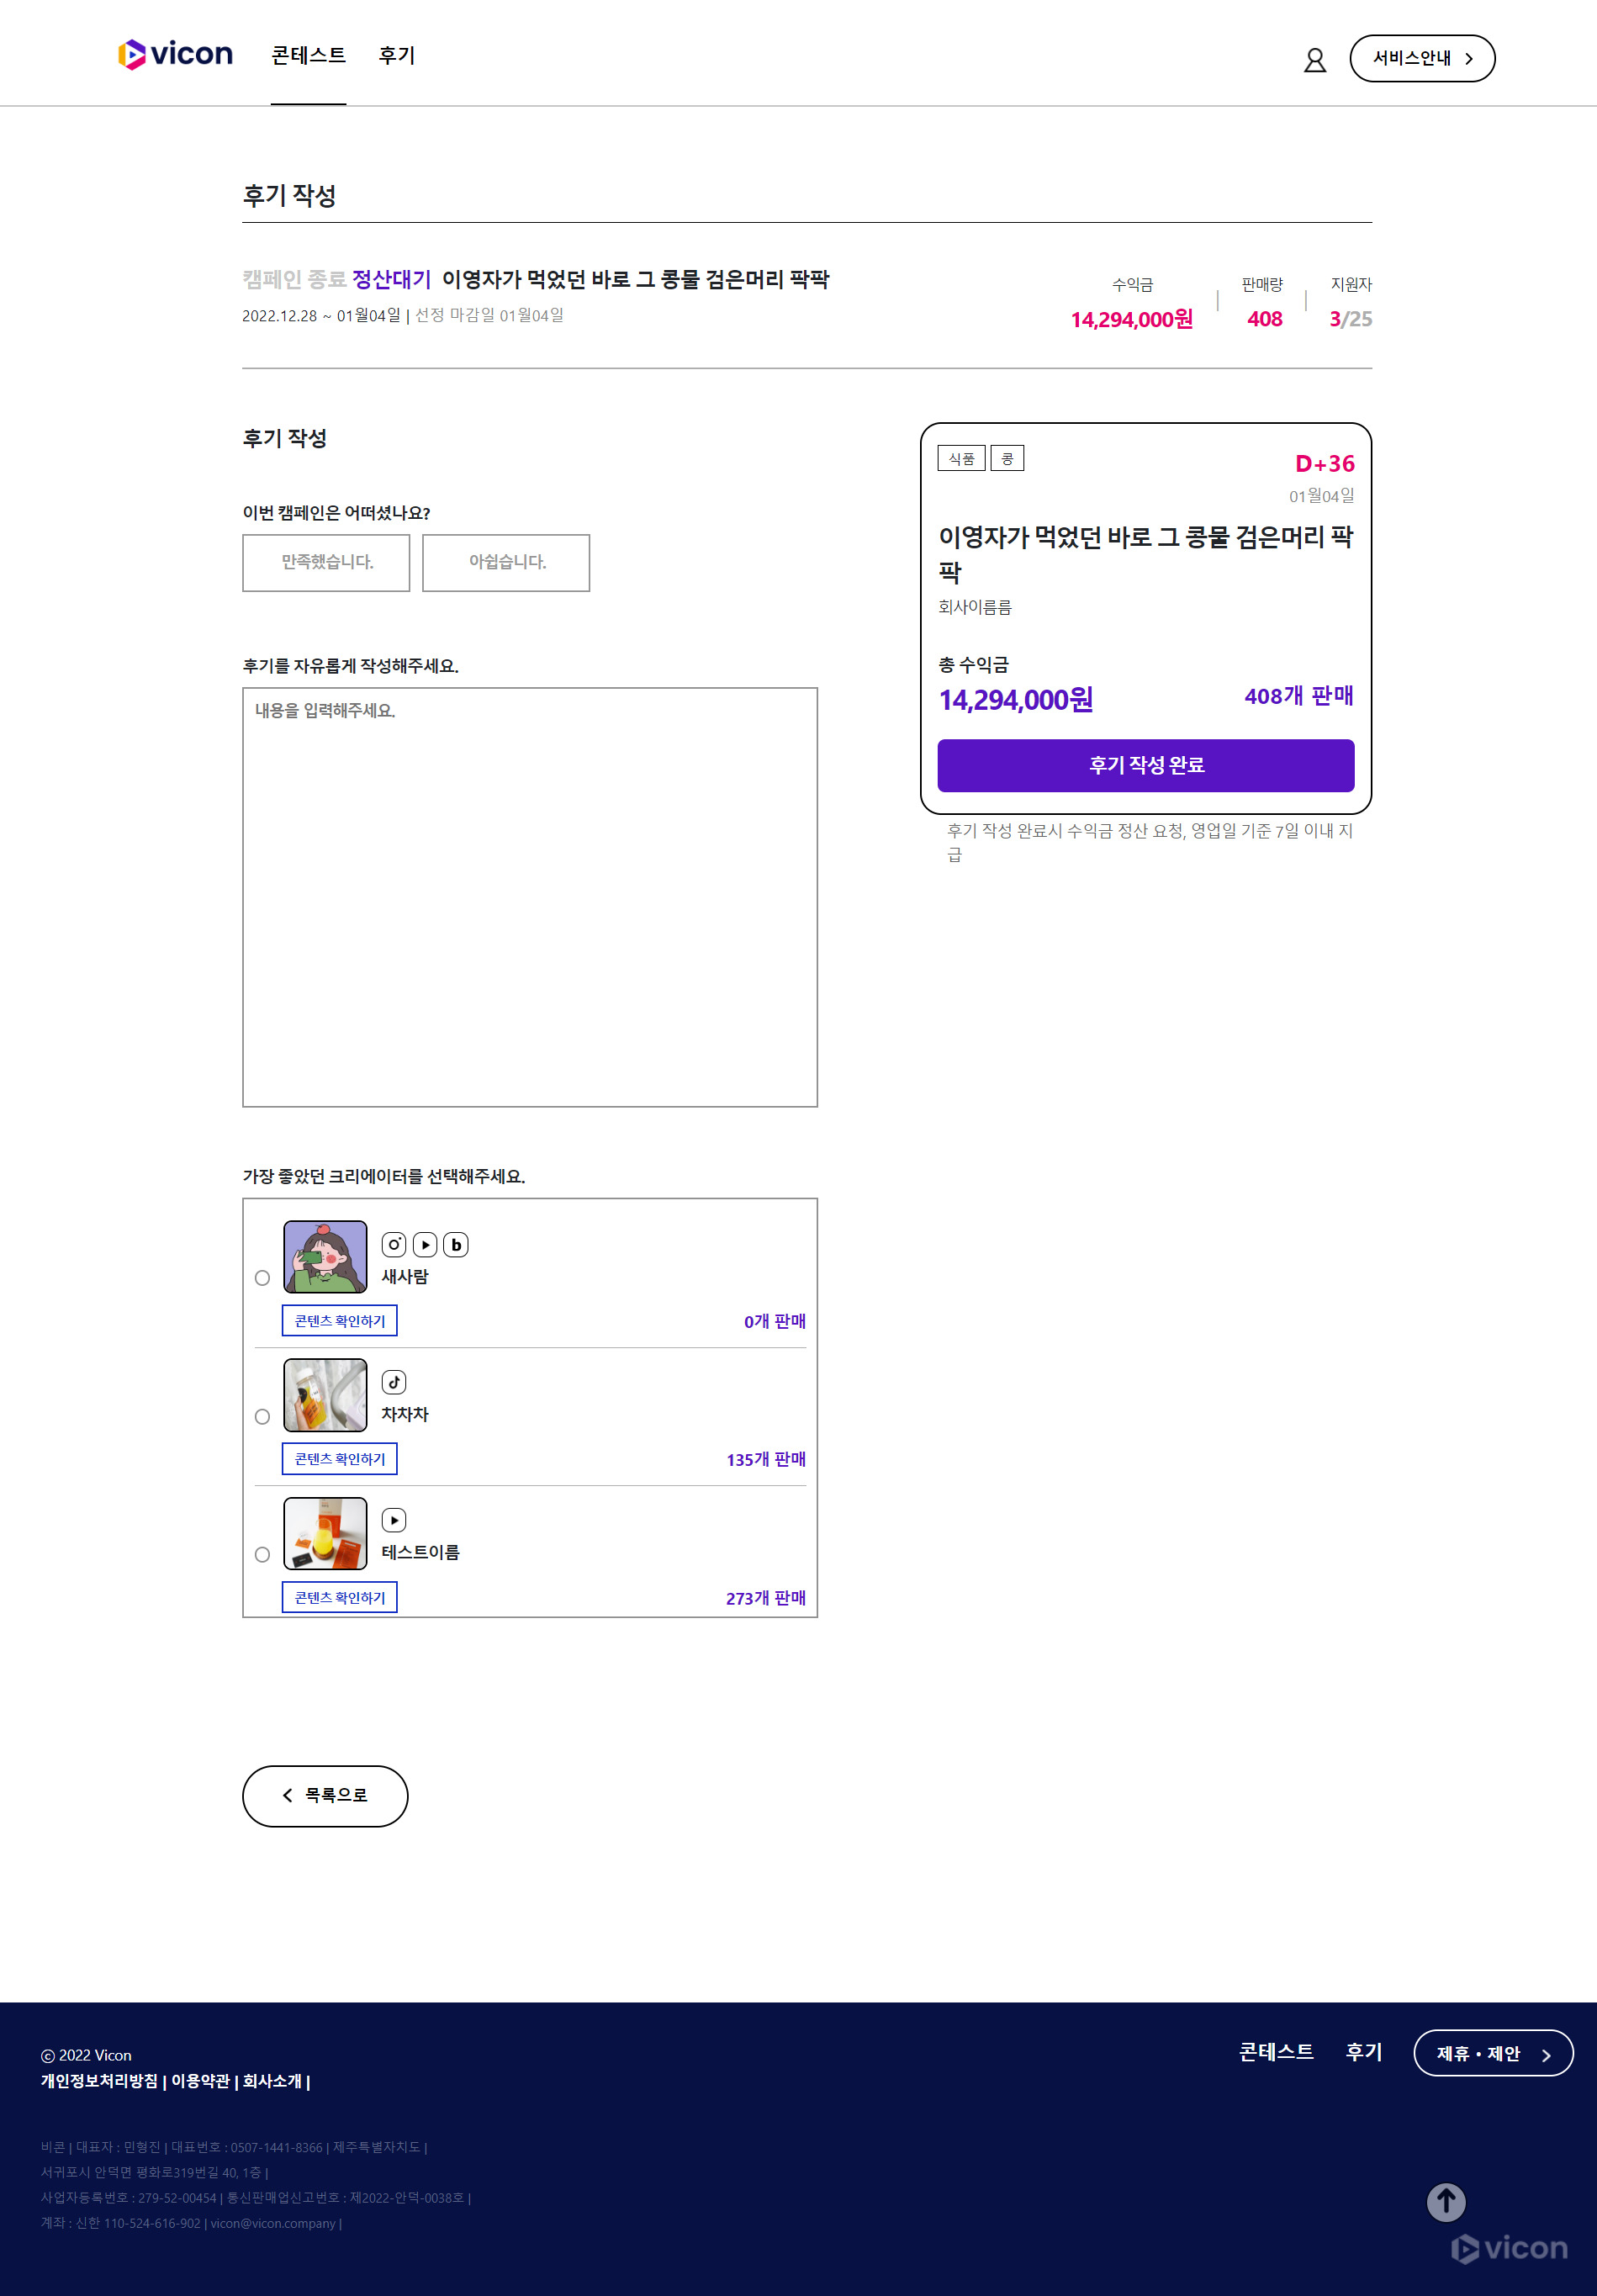 vicon
콘테스트
후기
서비스안내
후기 작성
캠페인 종료 정산대기 이영자가 먹었던 바로 그 콩물 검은머리 팍팍
2022.12.28 ~ 01월04일 | 선정 마감일 01월04일
수익금
14,294,000원
판매량
408
지원자
3/25
후기 작성
이번 캠페인은 어떠셨나요?
만족했습니다.
아쉽습니다.
후기를 자유롭게 작성해주세요.
내용을 입력해주세요.
식품
콩
D+36
01월04일
이영자가 먹었던 바로 그 콩물 검은머리 팍
팍
회사이름름
총 수익금
14,294,000원
408개 판매
후기 작성 완료
후기 작성 완료시 수익금 정산 요청, 영업일 기준 7일 이내 지
급
가장 좋았던 크리에이터를 선택해주세요.
b
새사람
콘텐츠 확인하기
0개 판매
차차차
콘텐츠 확인하기
135개 판매
테스트이름
콘텐츠 확인하기
273개 판매
목록으로
ⓒ 2022 Vicon
개인정보처리방침 | 이용약관 | 회사소개 |
콘테스트
후기
제휴 • 제안
비콘 | 대표자 : 민형진 | 대표번호 : 0507-1441-8366 | 제주특별자치도 |
서귀포시 안덕면 평화로319번길 40, 1층 |
사업자등록번호 : 279-52-00454 | 통신판매업신고번호 : 제2022-안덕-0038호 |
계좌 : 신한 110-524-616-902 | vicon@vicon.company |
vicon